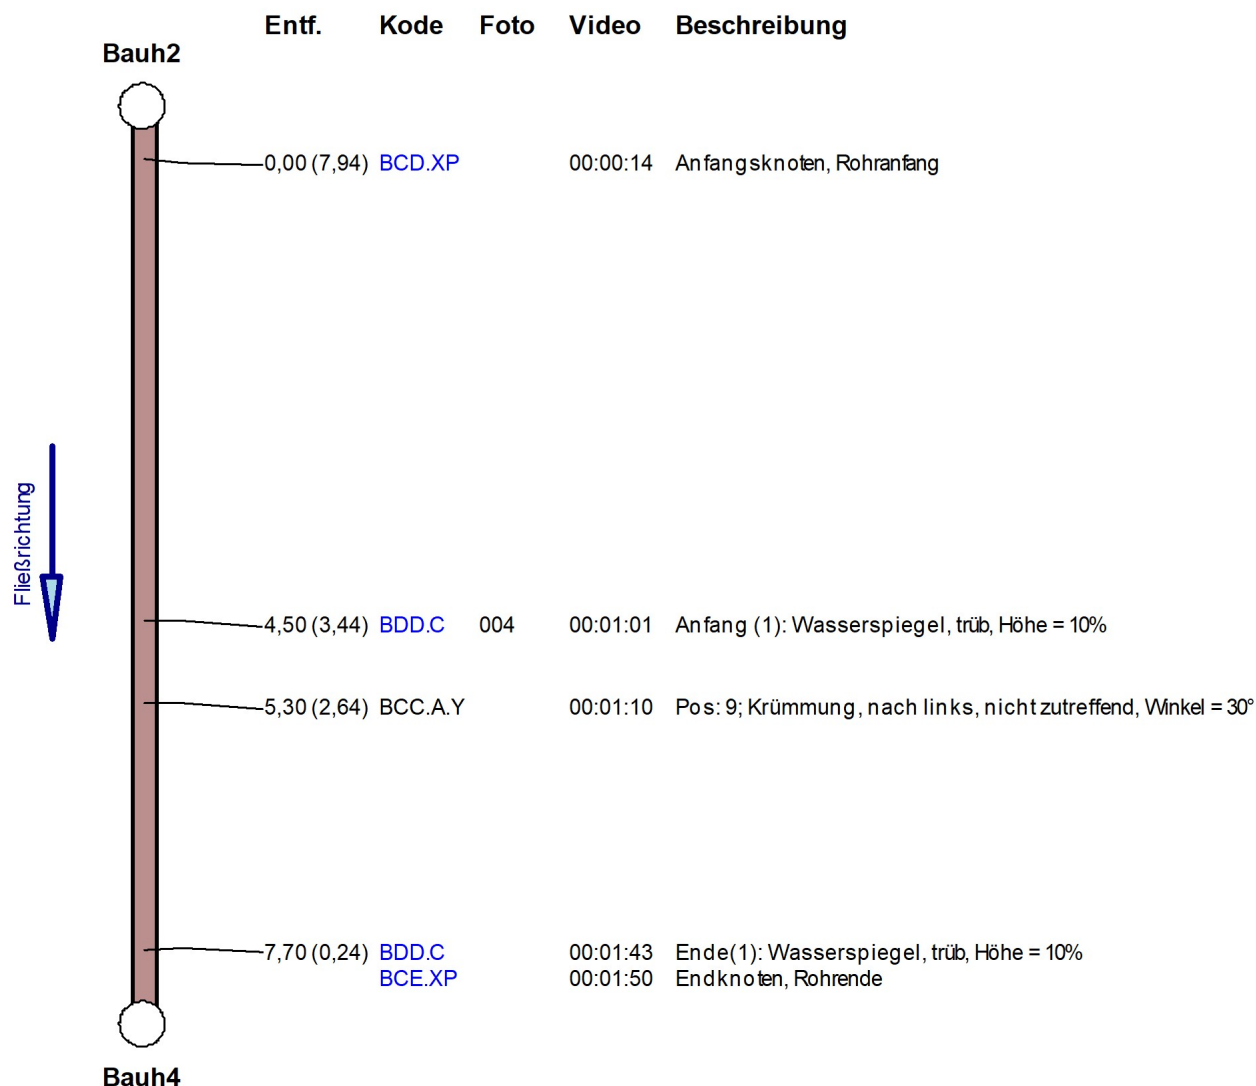 Entf. Kode Foto Video Beschreibung
Bauh2
0,00 (7,94) BCD.XP 00:00:14 Anfangsknoten, Rohranfang
Fließrichtung
4,50 (3,44) BDD.C 004 00:01:01 Anfang (1): Wasserspiegel, trüb, Höhe = 10%
5,30 (2,64) BCC.A.Y 00:01:10 Pos: 9; Krümmung, nach links, nicht zutreffend, Winkel = 30°
7,70 (0,24) BDD.C 00:01:43 Ende(1): Wasserspiegel, trüb, Höhe = 10%
BCE.XP 00:01:50 Endknoten, Rohrende
Bauh4